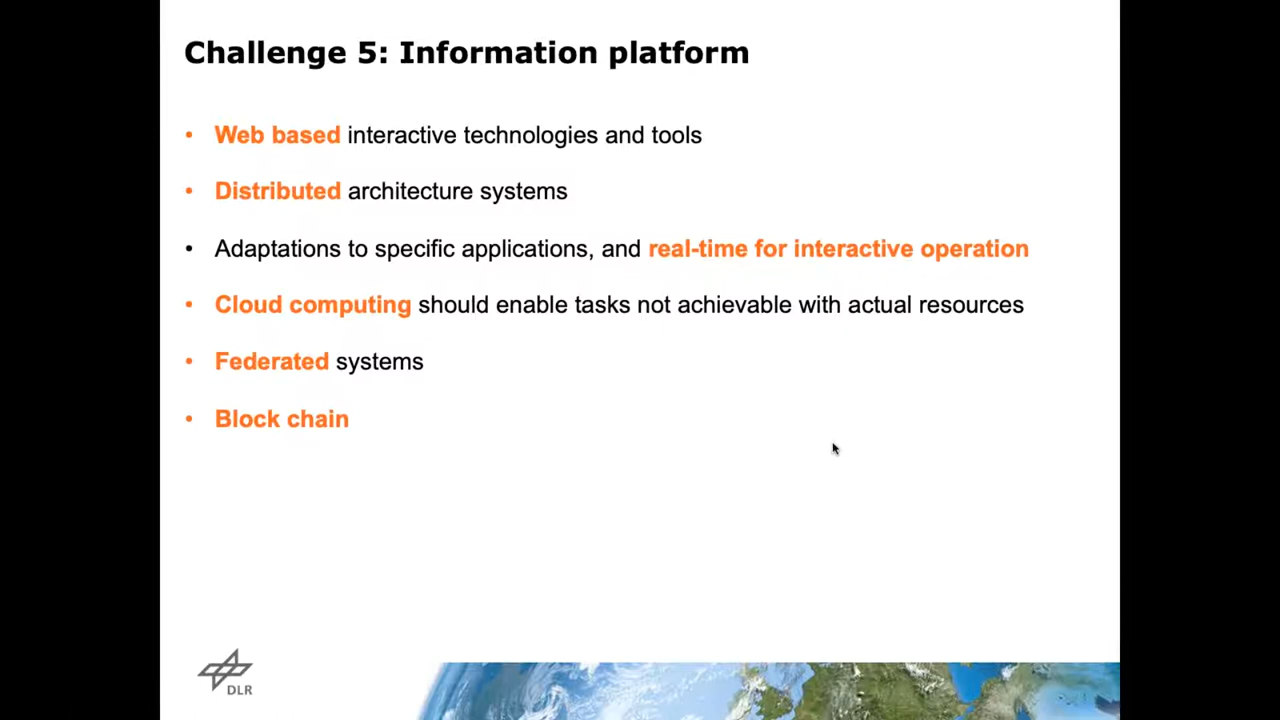 Challenge 5: Information platform
• Web based interactive technologies and tools
• Distributed architecture systems
• Adaptations to specific applications, and real-time for interactive operation
• Cloud computing should enable tasks not achievable with actual resources
• Federated systems
• Block chain
DLR